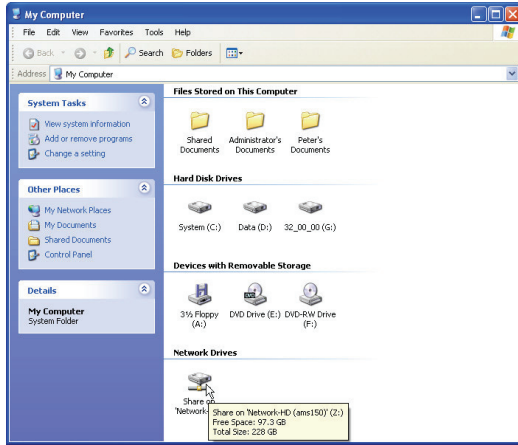 My Computer
File Edit View Favorites Tools Help
Back Search Folders
Address My Computer
System Tasks
View system information
Add or remove programs
Change a setting
Other Places
My Network Places
My Documents
Shared Documents
Control Panel
Details
My Computer
System Folder
Files Stored on This Computer
Shared Documents
Administrator's Documents
Peter's Documents
Hard Disk Drives
System (C:) Data (D:) 32_00_00 (G:)
Devices with Removable Storage
3½ Floppy (A:)
DVD Drive (E:)
DVD-RW Drive (F:)
Network Drives
Share on
'Network-
Share on 'Network-HD (ams150)' (Z:)
Free Space: 97.3 GB
Total Size: 228 GB